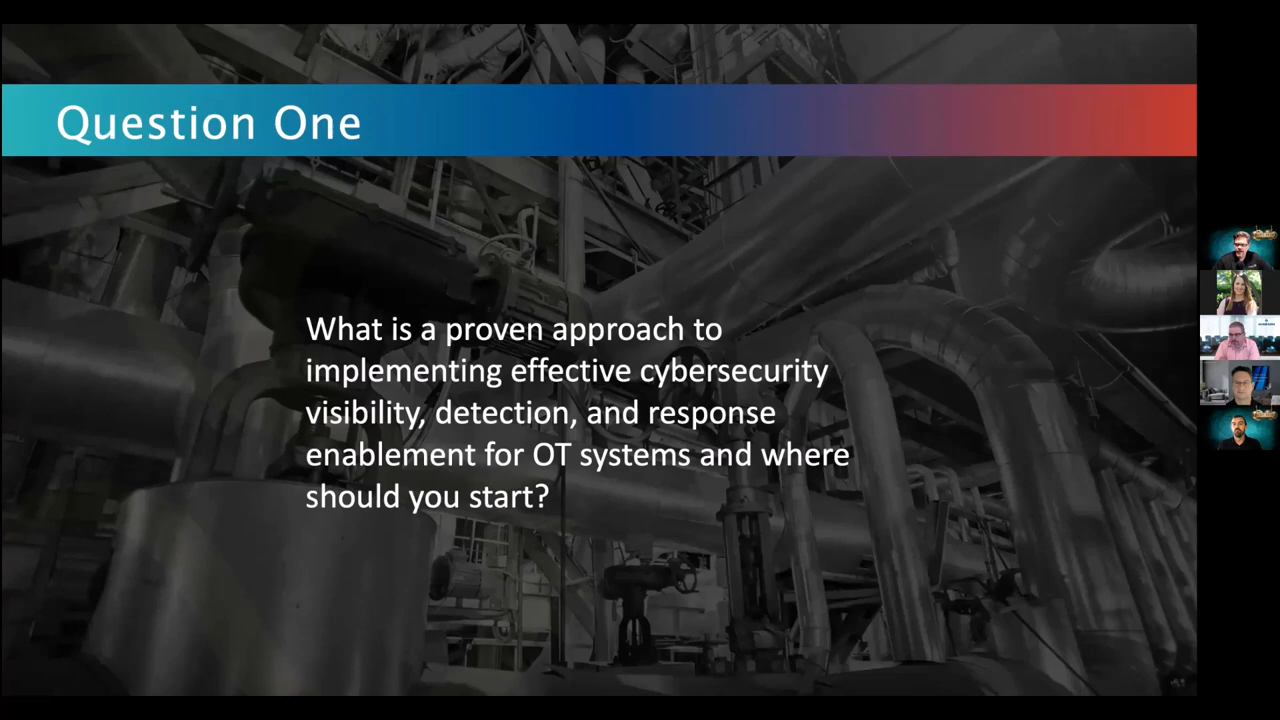 Question One
What is a proven approach to
implementing effective cybersecurity
visibility, detection, and response
enablement for OT systems and where
should you start?